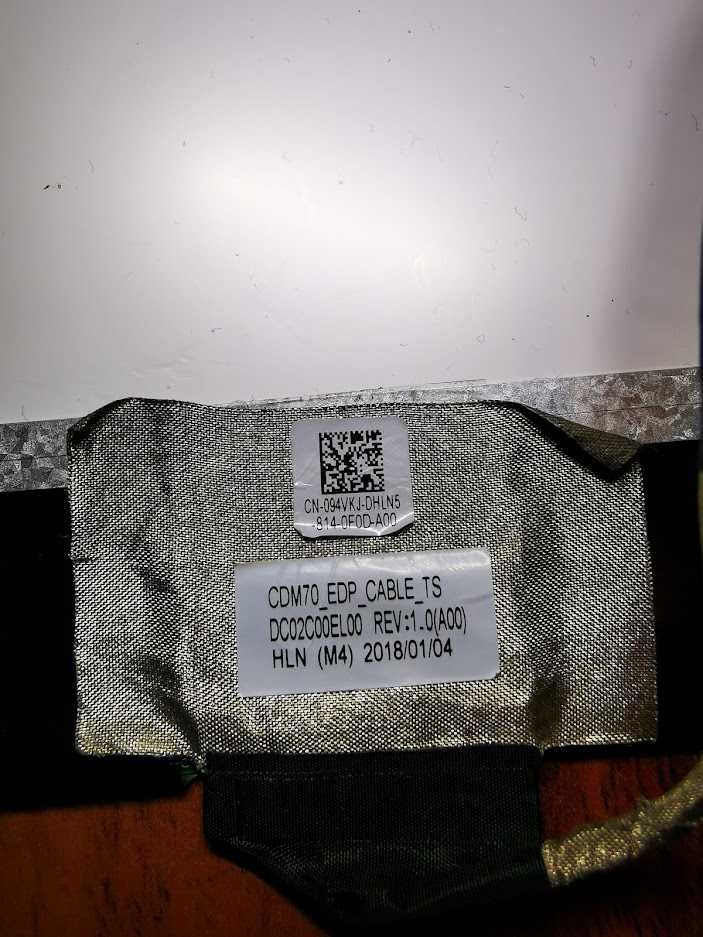 CN-094VKJ-DHLN5
-814-0F0D-A00
CDM70_EDP_CABLE_TS
DC02C00EL00 REV:1.0(A00)
HLN (M4) 2018/01/04